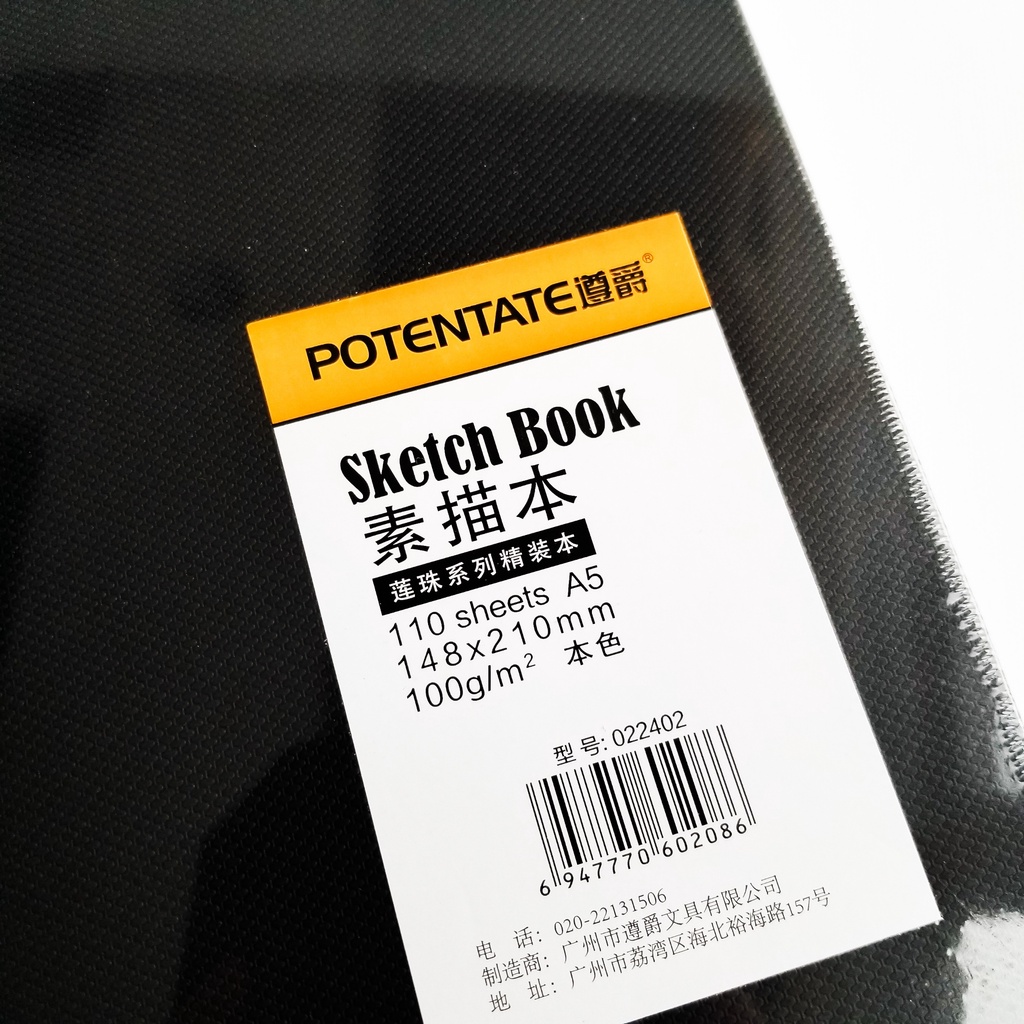 POTENTATE遵爵®
Sketch Book
素描本
莲珠系列精装本
110 sheets A5
148x210mm
100g/m² 本色
型号:022402
6 947770 602086
电 话: 020-22131506
制造商: 广州市遵爵文具有限公司
地 址: 广州市荔湾区海北裕海路157号